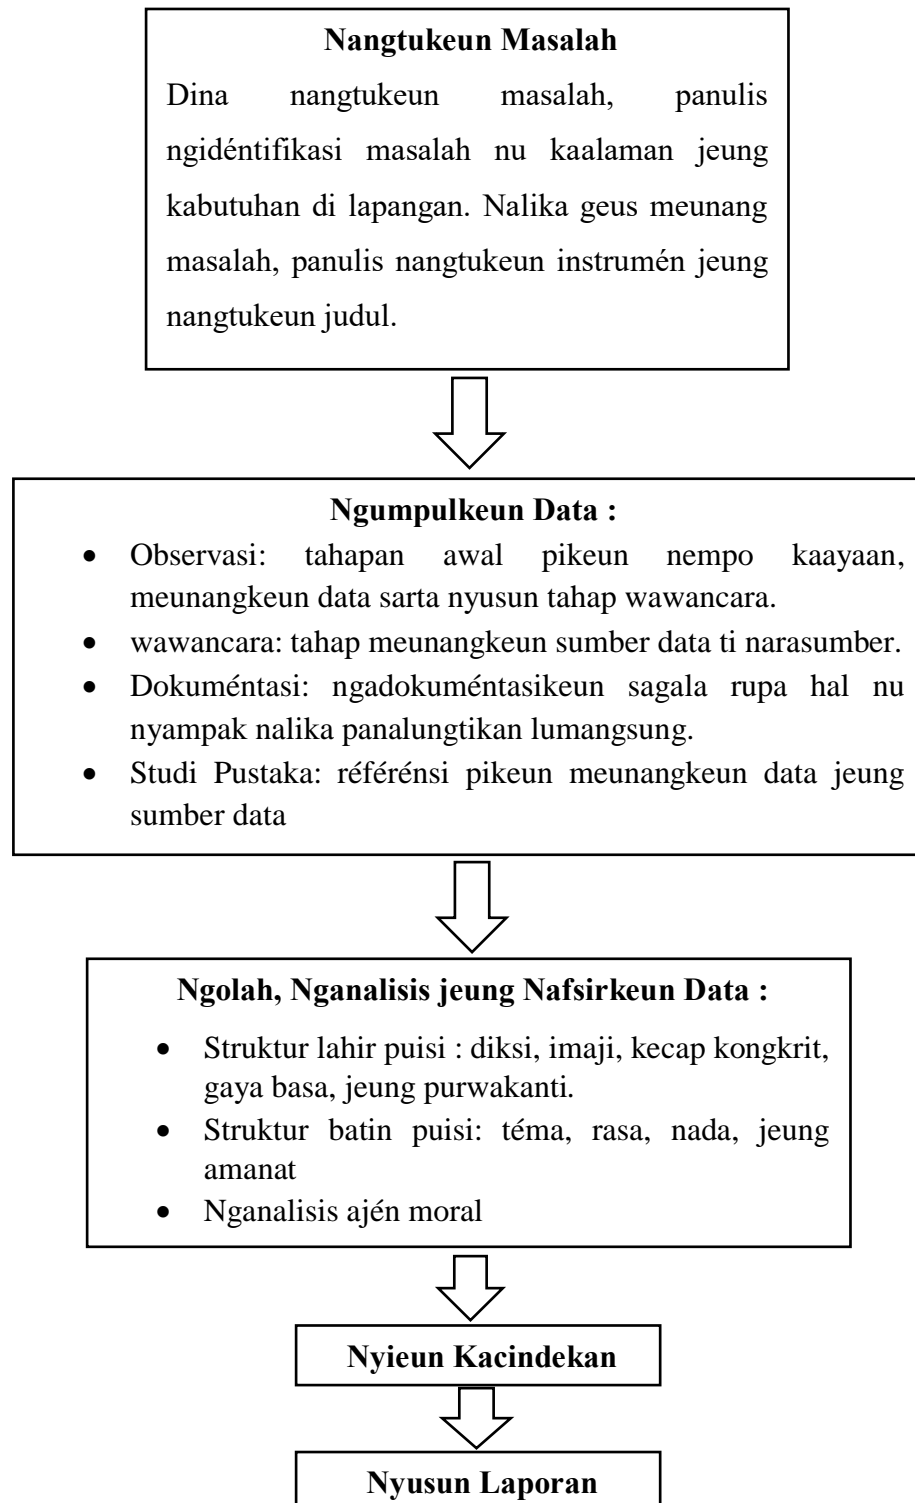 Nangtukeun Masalah
Dina nangtukeun masalah, panulis
ngidéntifikasi masalah nu kaalaman jeung
kabutuhan di lapangan. Nalika geus meunang
masalah, panulis nangtukeun instrumén jeung
nangtukeun judul.
Ngumpulkeun Data :
• Observasi: tahapan awal pikeun nempo kaayaan,
meunangkeun data sarta nyusun tahap wawancara.
• wawancara: tahap meunangkeun sumber data ti narasumber.
• Dokuméntasi: ngadokuméntasikeun sagala rupa hal nu
nyampak nalika panalungtikan lumangsung.
• Studi Pustaka: référénsi pikeun meunangkeun data jeung
sumber data
Ngolah, Nganalisis jeung Nafsirkeun Data :
• Struktur lahir puisi : diksi, imaji, kecap kongkrit,
gaya basa, jeung purwakanti.
• Struktur batin puisi: téma, rasa, nada, jeung
amanat
• Nganalisis ajén moral
Nyieun Kacindekan
Nyusun Laporan